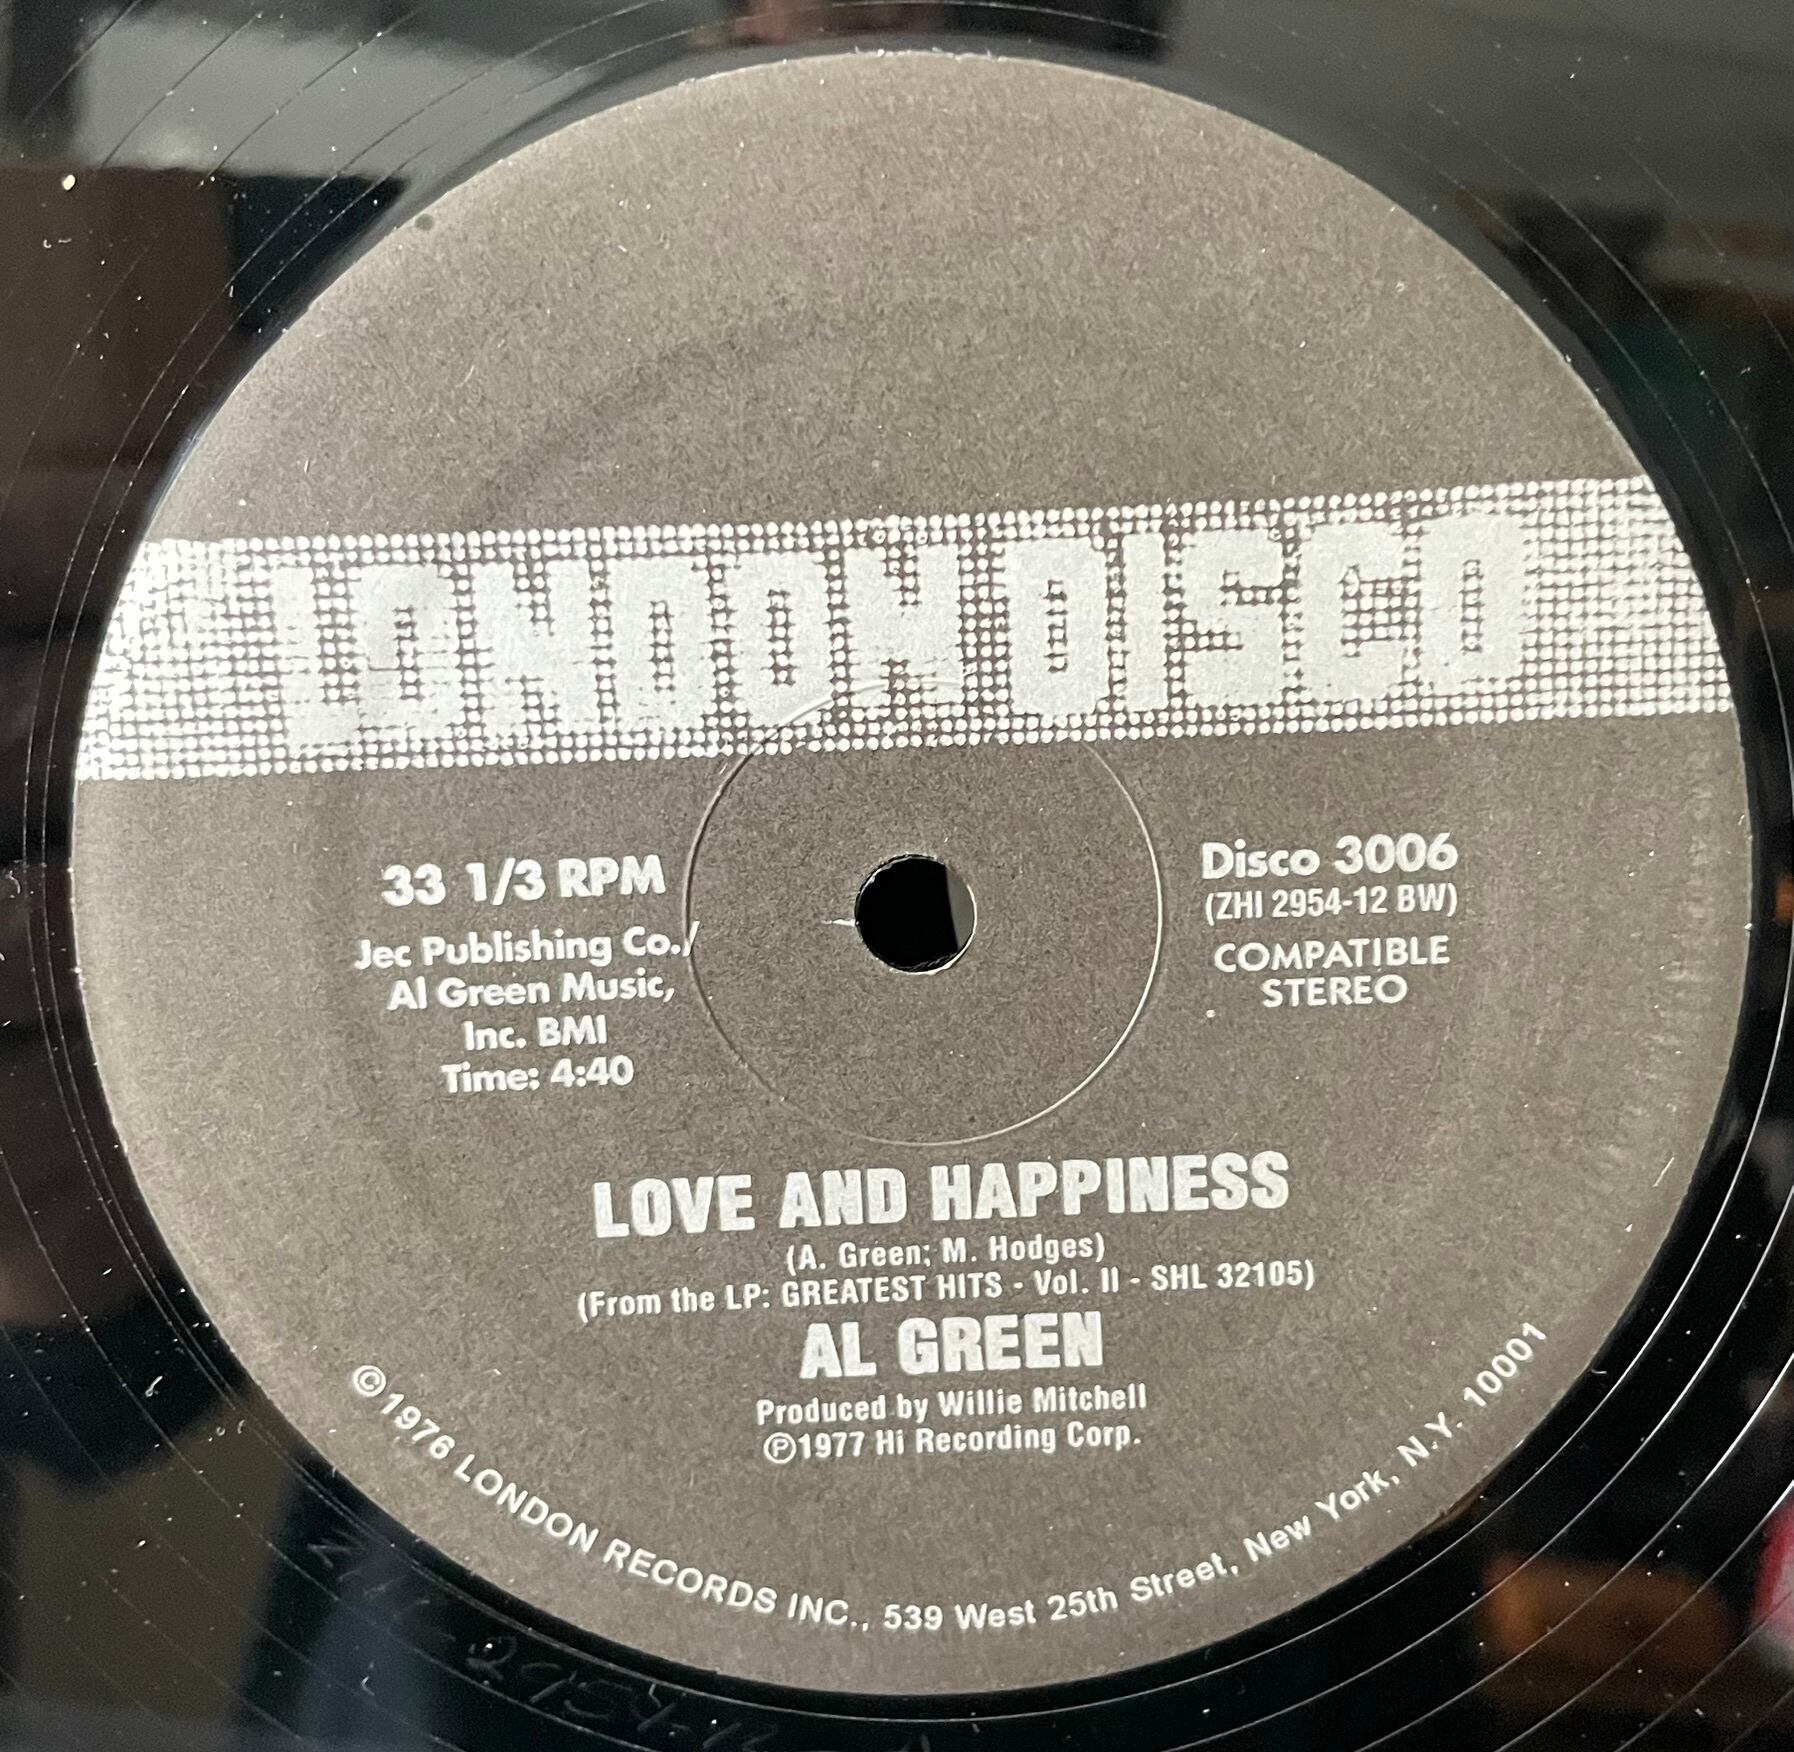 LONDON DISCO
33 1/3 RPM
Jec Publishing Co./
Al Green Music,
Inc. BMI
Time: 4:40
Disco 3006
(ZHI 2954-12 BW)
COMPATIBLE
STEREO
LOVE AND HAPPINESS
(A. Green; M. Hodges)
(From the LP: GREATEST HITS - Vol. II - SHL 32105)
AL GREEN
Produced by Willie Mitchell
℗1977 Hi Recording Corp.
©1976 LONDON RECORDS INC., 539 West 25th Street, New York, N.Y. 10001